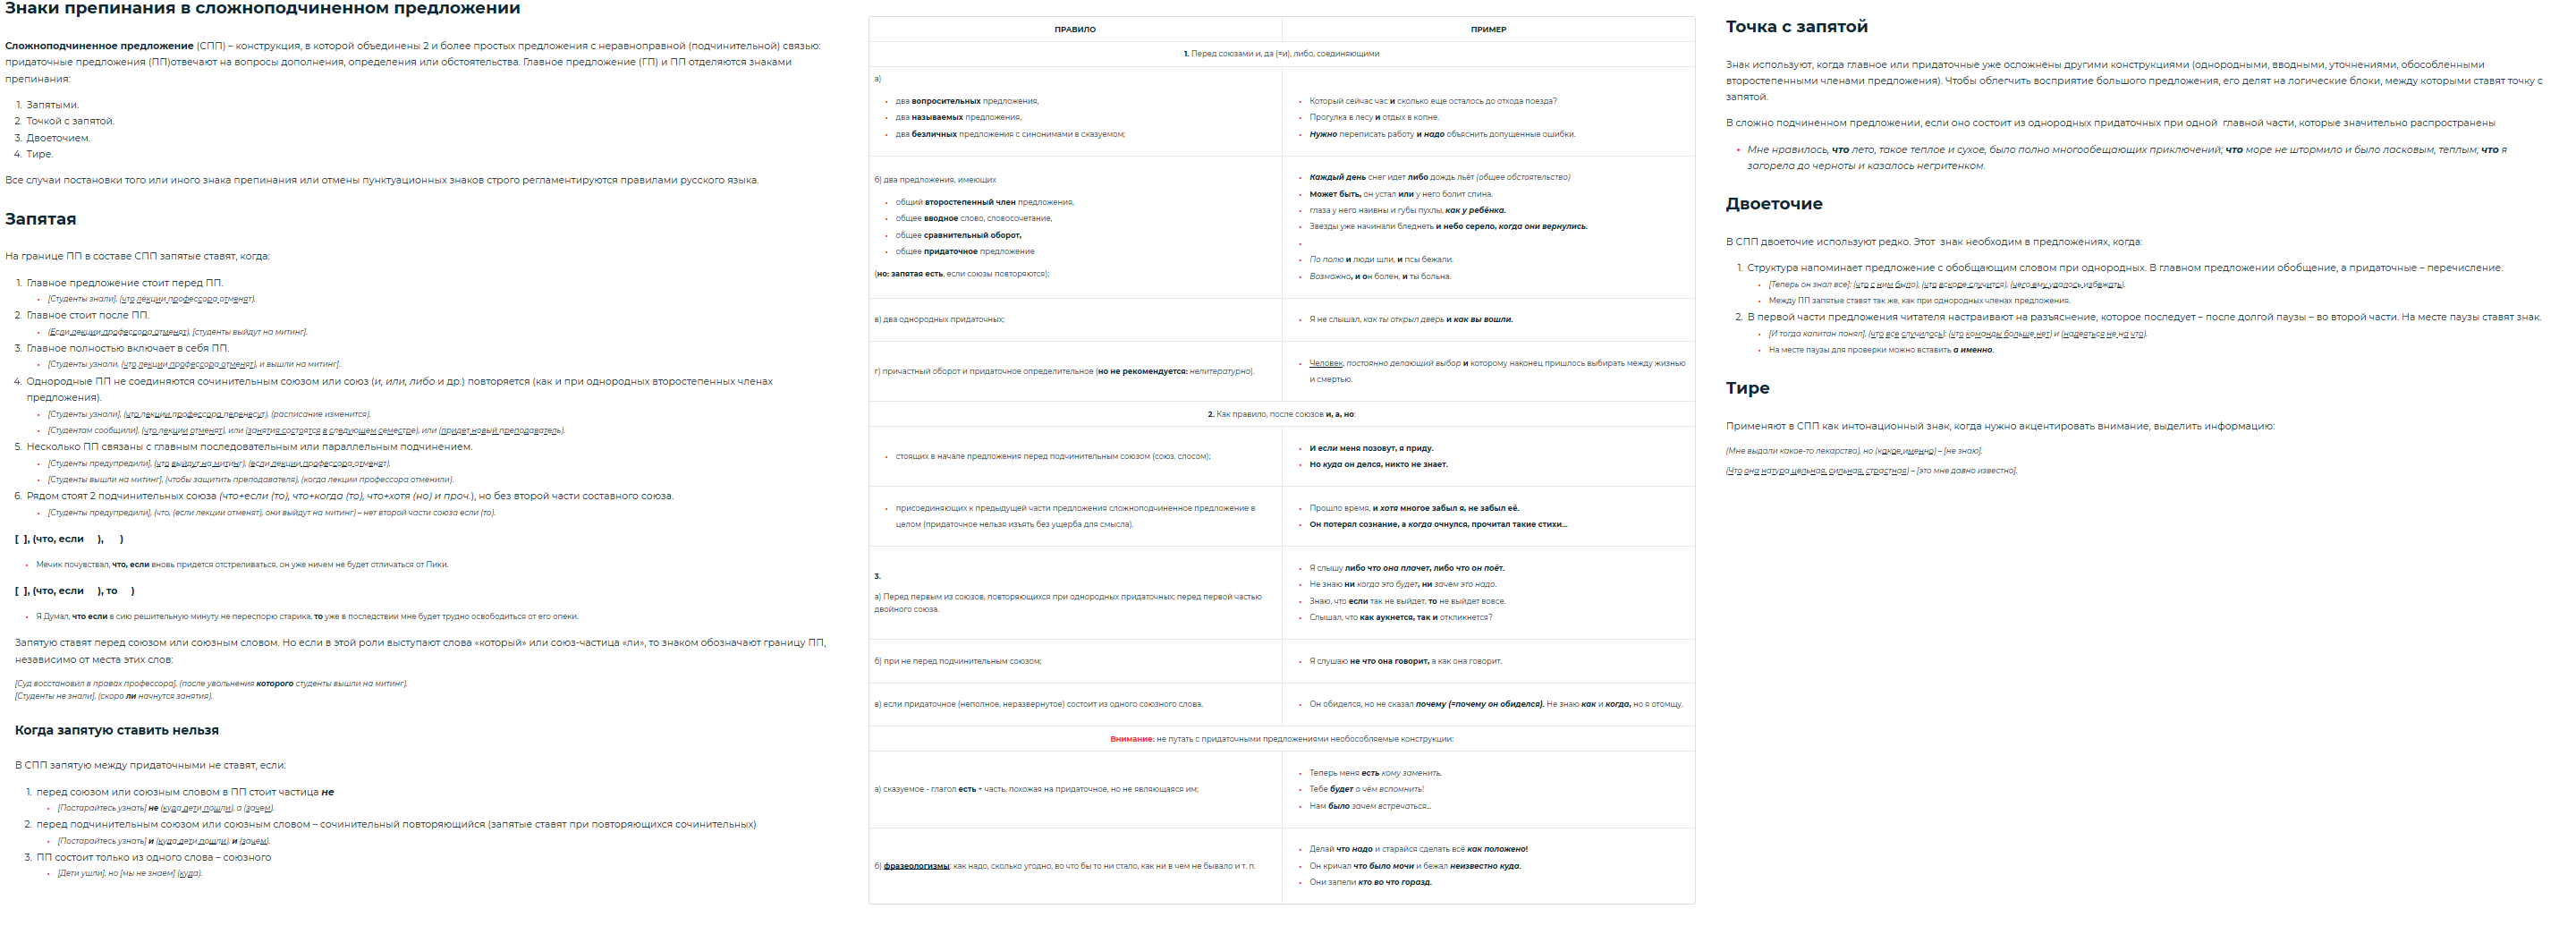 Знаки препинания в сложноподчиненном предложении
Сложноподчиненное предложение (СПП) – конструкция, в которой объединены 2 и более простых предложения с неравноправной (подчинительной) связью:
придаточные предложения (ПП)отвечают на вопросы дополнения, определения или обстоятельства. Главное предложение (ГП) и ПП отделяются знаками
препинания:
1. Запятыми.
2. Точкой с запятой.
3. Двоеточием.
4. Тире.
Все случаи постановки того или иного знака препинания или отмены пунктуационных знаков строго регламентируются правилами русского языка.
Запятая
На границе ПП в составе СПП запятые ставят, когда:
1. Главное предложение стоит перед ПП.
• [Студенты знали], (что лекции профессора отменят).
2. Главное стоит после ПП.
• (Если лекции профессора отменят), [студенты выйдут на митинг].
3. Главное полностью включает в себя ПП.
• [Студенты узнали, (что лекции профессора отменят), и вышли на митинг].
4. Однородные ПП не соединяются сочинительным союзом или союз (и, или, либо и др.) повторяется (как и при однородных второстепенных членах
предложения).
• [Студенты узнали], (что лекции профессора перенесут), (расписание изменится).
• [Студентам сообщили], (что лекции отменят), или (занятия состоятся в следующем семестре), или (придет новый преподаватель).
5. Несколько ПП связаны с главным последовательным или параллельным подчинением.
• [Студенты предупредили], (что выйдут на митинг), (если лекции профессора отменят).
• [Студенты вышли на митинг], (чтобы защитить преподавателя), (когда лекции профессора отменили).
6. Рядом стоят 2 подчинительных союза (что+если (то), что+когда (то), что+хотя (но) и проч.), но без второй части составного союза.
• [Студенты предупредили], (что, (если лекции отменят), они выйдут на митинг) – нет второй части союза если (то).
[ ], (что, если ), )
• Мечик почувствал, что, если вновь придется отстреливаться, он уже ничем не будет отличаться от Пики.
[ ], (что, если ), то )
• Я Думал, что если в сию решительную минуту не переспорю старика, то уже в последствии мне будет трудно освободиться от его опеки.
Запятую ставят перед союзом или союзным словом. Но если в этой роли выступают слова «который» или союз-частица «ли», то знаком обозначают границу ПП,
независимо от места этих слов:
[Суд восстановил в правах профессора], (после увольнения которого студенты вышли на митинг).
[Студенты не знали], (скоро ли начнутся занятия).
Когда запятую ставить нельзя
В СПП запятую между придаточными не ставят, если:
1. перед союзом или союзным словом в ПП стоит частица не
• [Постарайтесь узнать] не (куда дети пошли), а (зачем).
2. перед подчинительным союзом или союзным словом – сочинительный повторяющийся (запятые ставят при повторяющихся сочинительных)
• [Постарайтесь узнать] и (куда дети пошли), и (зачем).
3. ПП состоит только из одного слова – союзного
• [Дети ушли], но [мы не знаем] (куда).
ПРАВИЛО ПРИМЕР
1. Перед союзами и, да (=и), либо, соединяющими
а)
• два вопросительных предложения,
• два называемых предложения,
• два безличных предложения с синонимами в сказуемом;
• Который сейчас час и сколько еще осталось до отхода поезда?
• Прогулка в лесу и отдых в копне.
• Нужно переписать работу и надо объяснить допущенные ошибки.
б) два предложения, имеющих
• общий второстепенный член предложения,
• общее вводное слово, словосочетание,
• общее сравнительный оборот,
• общее придаточное предложение
(но: запятая есть, если союзы повторяются);
• Каждый день снег идет либо дождь льёт (общее обстоятельство)
• Может быть, он устал или у него болит спина.
• глаза у него наивны и губы пухлы, как у ребёнка.
• Звезды уже начинали бледнеть и небо серело, когда они вернулись.
•
• По полю и люди шли, и псы бежали.
• Возможно, и он болен, и ты больна.
в) два однородных придаточных;
• Я не слышал, как ты открыл дверь и как вы вошли.
г) причастный оборот и придаточное определительное (но не рекомендуется: нелитературно).
• Человек, постоянно делающий выбор и которому наконец пришлось выбирать между жизнью
и смертью.
2. Как правило, после союзов и, а, но:
• стоящих в начале предложения перед подчинительным союзом (союз. слосом);
• И если меня позовут, я приду.
• Но куда он делся, никто не знает.
• присоединяющих к предыдущей части предложения сложноподчиненное предложение в
целом (придаточное нельзя изъять без ущерба для смысла).
• Прошло время, и хотя многое забыл я, не забыл её.
• Он потерял сознание, а когда очнулся, прочитал такие стихи...
3.
а) Перед первым из союзов, повторяющихся при однородных придаточных; перед первой частью
двойного союза.
• Я слышу либо что она плачет, либо что он поёт.
• Не знаю ни когда это будет, ни зачем это надо.
• Знаю, что если так не выйдет, то не выйдет вовсе.
• Слышал, что как аукнется, так и откликнется?
б) при не перед подчинительным союзом;
• Я слушаю не что она говорит, а как она говорит.
в) если придаточное (неполное, неразвернутое) состоит из одного союзного слова.
• Он обиделся, но не сказал почему (=почему он обиделся). Не знаю как и когда, но я отомщу.
Внимание: не путать с придаточными предложениями необособляемые конструкции:
а) сказуемое - глагол есть + часть, похожая на придаточное, но не являющаяся им;
• Теперь меня есть кому заменить.
• Тебе будет о чём вспомнить!
• Нам было зачем встречаться...
б) фразеологизмы: как надо, сколько угодно, во что бы то ни стало, как ни в чем не бывало и т. п.
• Делай что надо и старайся сделать всё как положено!
• Он кричал что было мочи и бежал неизвестно куда.
• Они запели кто во что горазд.
Точка с запятой
Знак используют, когда главное или придаточные уже осложнены другими конструкциями (однородными, вводными, уточнениями, обособленными
второстепенными членами предложения). Чтобы облегчить восприятие большого предложения, его делят на логические блоки, между которыми ставят точку с
запятой.
В сложно подчиненном предложении, если оно состоит из однородных придаточных при одной главной части, которые значительно распространены
• Мне нравилось, что лето, такое теплое и сухое, было полно многообещающих приключений; что море не штормило и было ласковым, теплым; что я
загорела до черноты и казалось негритенком.
Двоеточие
В СПП двоеточие используют редко. Этот знак необходим в предложениях, когда:
1. Структура напоминает предложение с обобщающим словом при однородных. В главном предложении обобщение, а придаточные – перечисление.
• [Теперь он знал все]: (что с ним было), (что вскоре случится), (чего ему удалось избежать).
• Между ПП запятые ставят так же, как при однородных членах предложения.
2. В первой части предложения читателя настраивают на разъяснение, которое последует – после долгой паузы – во второй части. На месте паузы ставят знак.
• [И тогда капитан понял], (что все случилось): (что команды больше нет) и (надеяться не на что).
• На месте паузы для проверки можно вставить а именно.
Тире
Применяют в СПП как интонационный знак, когда нужно акцентировать внимание, выделить информацию:
(Мне выдали какое-то лекарство), но (какое именно) – [не знаю].
(Что она натура цельная, сильная, страстная) – [это мне давно известно].